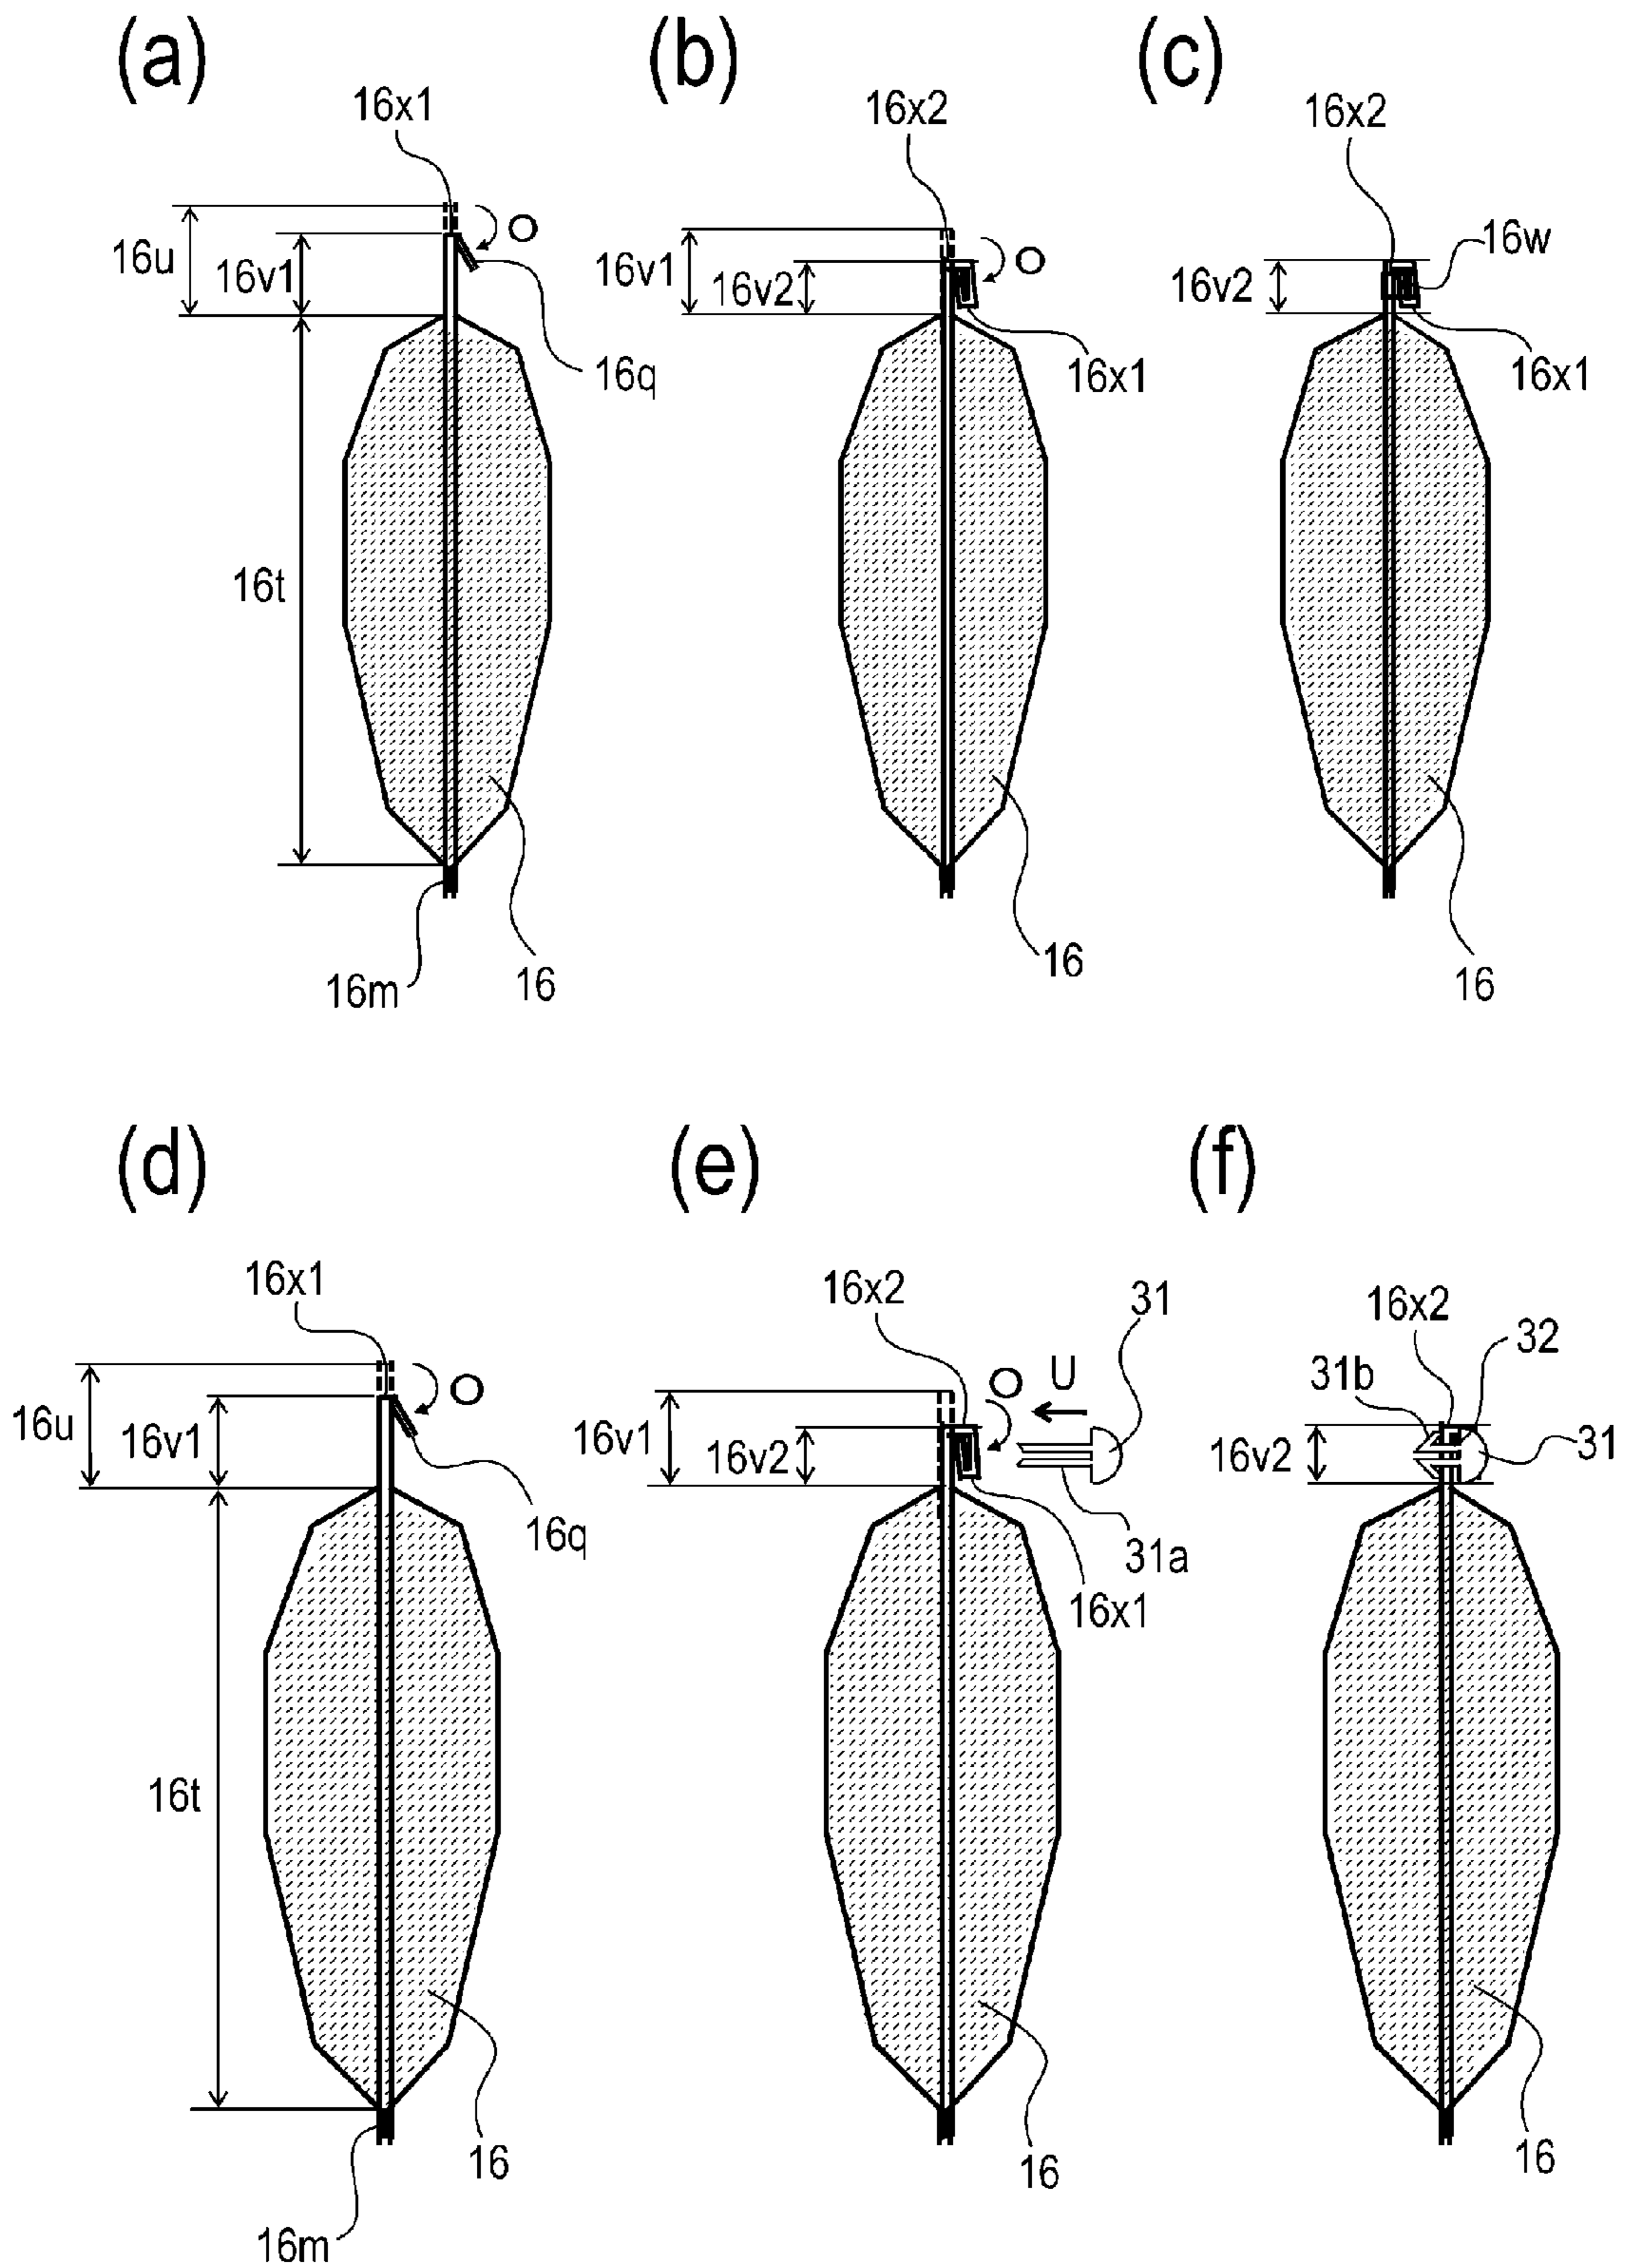 (a) (b) (c)
16x1 16x2 16x2
16u 16v1 O 16v1 16v2 O 16v2 16w
16q 16x1 16x1
16t
16m 16 16 16
(d) (e) (f)
16x1 16x2 31 16x2 32
16u 16v1 O 16v1 16v2 O U 31b 16v2 31
16q 31a
16x1
16t
16 16 16
16m